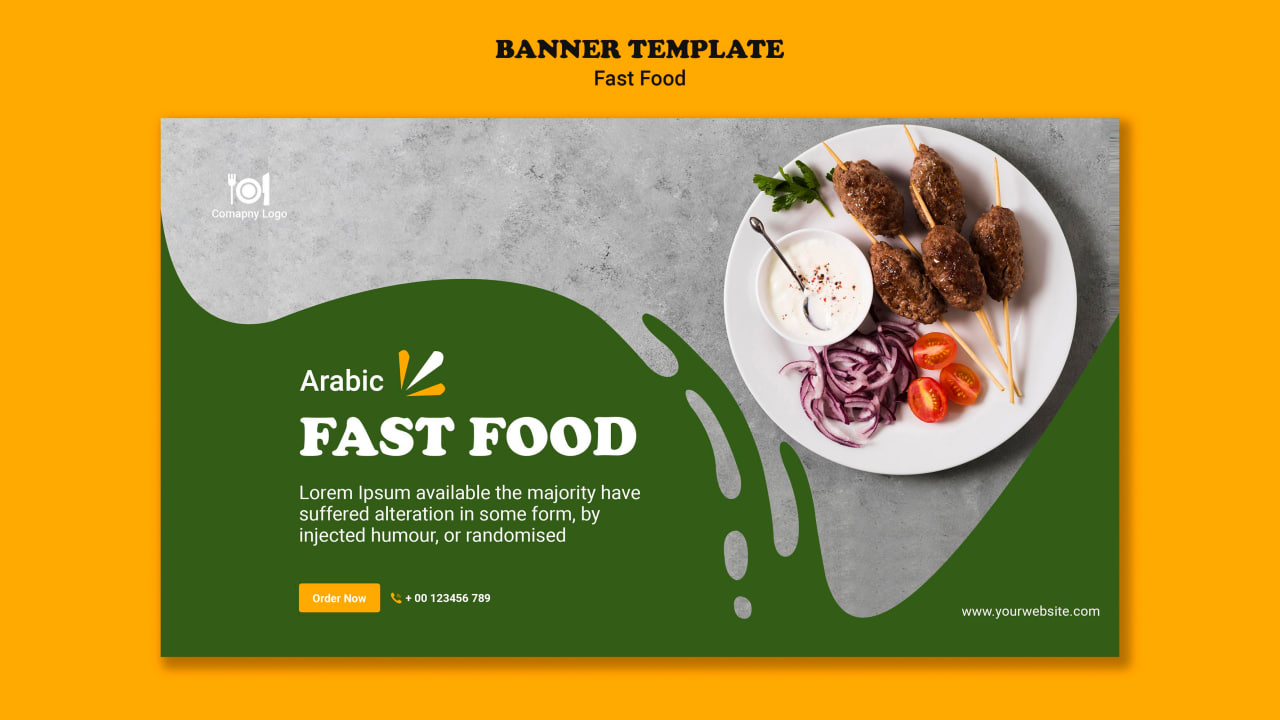 BANNER TEMPLATE
Fast Food
Comapny Logo
Arabic
FAST FOOD
Lorem Ipsum available the majority have
suffered alteration in some form, by
injected humour, or randomised
Order Now
+ 00 123456 789
www.yourwebsite.com